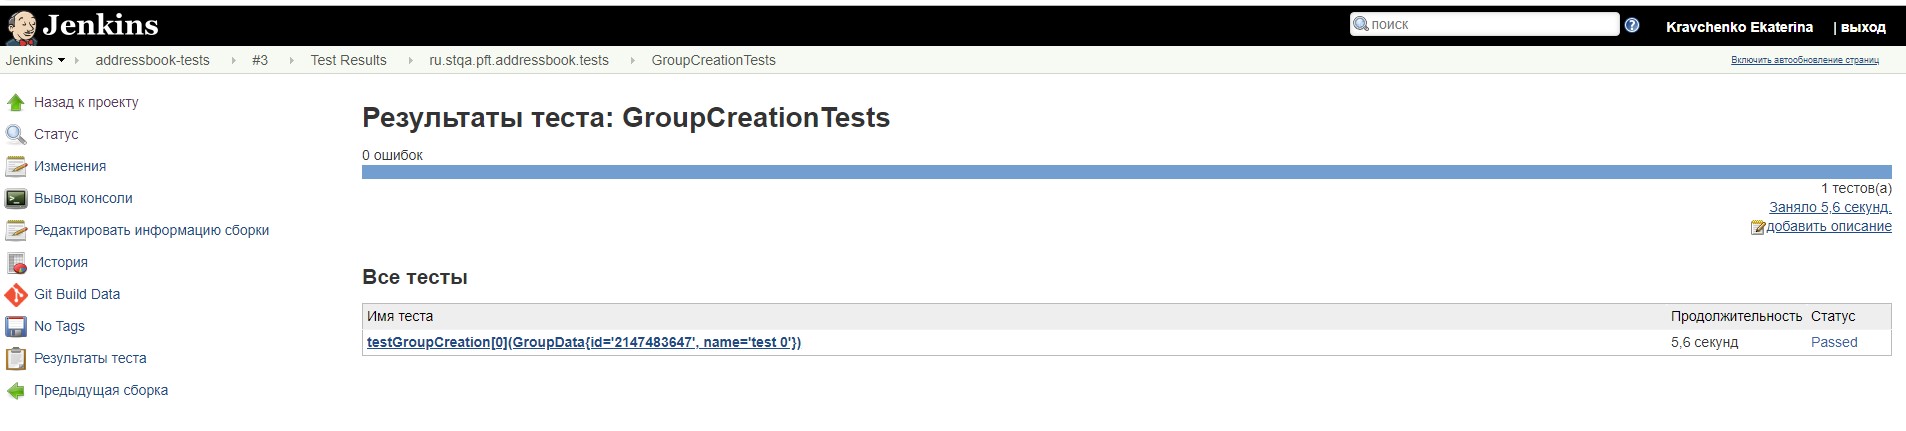 Jenkins
поиск
Kravchenko Ekaterina
| выход
Jenkins addressbook-tests #3 Test Results ru.stqa.pft.addressbook.tests GroupCreationTests
Включить автообновление страниц
Назад к проекту
Статус
Изменения
Вывод консоли
Редактировать информацию сборки
История
Git Build Data
No Tags
Результаты теста
Предыдущая сборка
Результаты теста: GroupCreationTests
0 ошибок
1 тестов(а)
Заняло 5,6 секунд.
добавить описание
Все тесты
Имя теста Продолжительность Статус
testGroupCreation[0](GroupData{id='2147483647', name='test 0'}) 5,6 секунд Passed